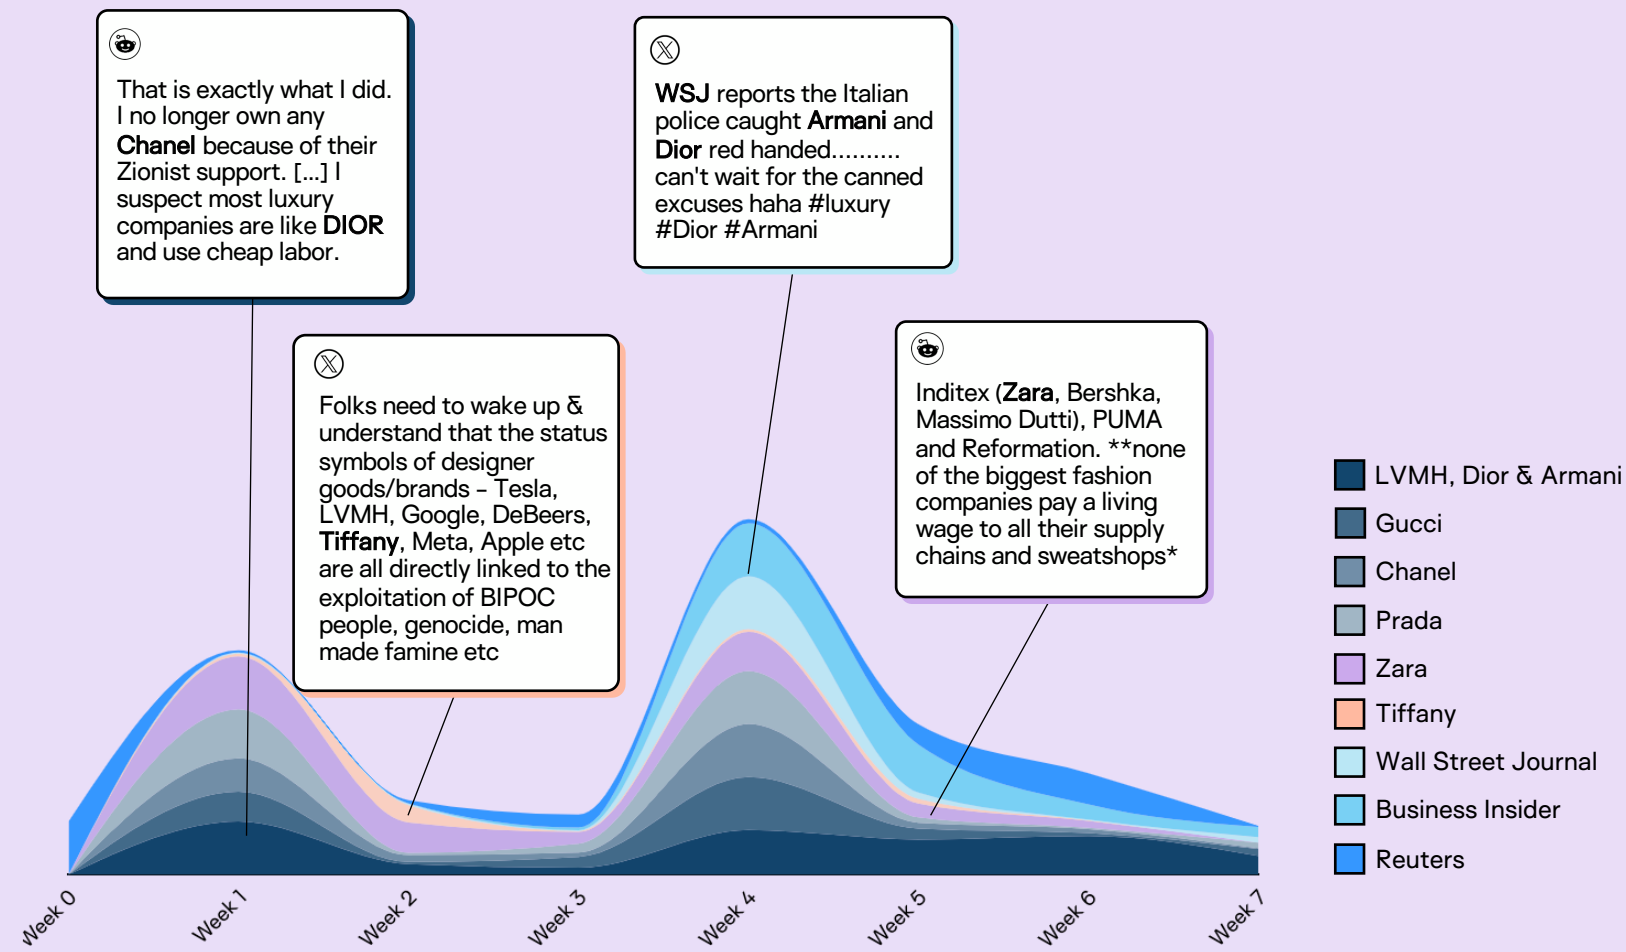 That is exactly what I did.
I no longer own any
Chanel because of their
Zionist support. [...] I
suspect most luxury
companies are like DIOR
and use cheap labor.
WSJ reports the Italian
police caught Armani and
Dior red handed..........
can't wait for the canned
excuses haha #luxury
#Dior #Armani
Folks need to wake up &
understand that the status
symbols of designer
goods/brands – Tesla,
LVMH, Google, DeBeers,
Tiffany, Meta, Apple etc
are all directly linked to the
exploitation of BIPOC
people, genocide, man
made famine etc
Inditex (Zara, Bershka,
Massimo Dutti), PUMA
and Reformation. **none
of the biggest fashion
companies pay a living
wage to all their supply
chains and sweatshops*
LVMH, Dior & Armani
Gucci
Chanel
Prada
Zara
Tiffany
Wall Street Journal
Business Insider
Reuters
Week 0
Week 1
Week 2
Week 3
Week 4
Week 5
Week 6
Week 7